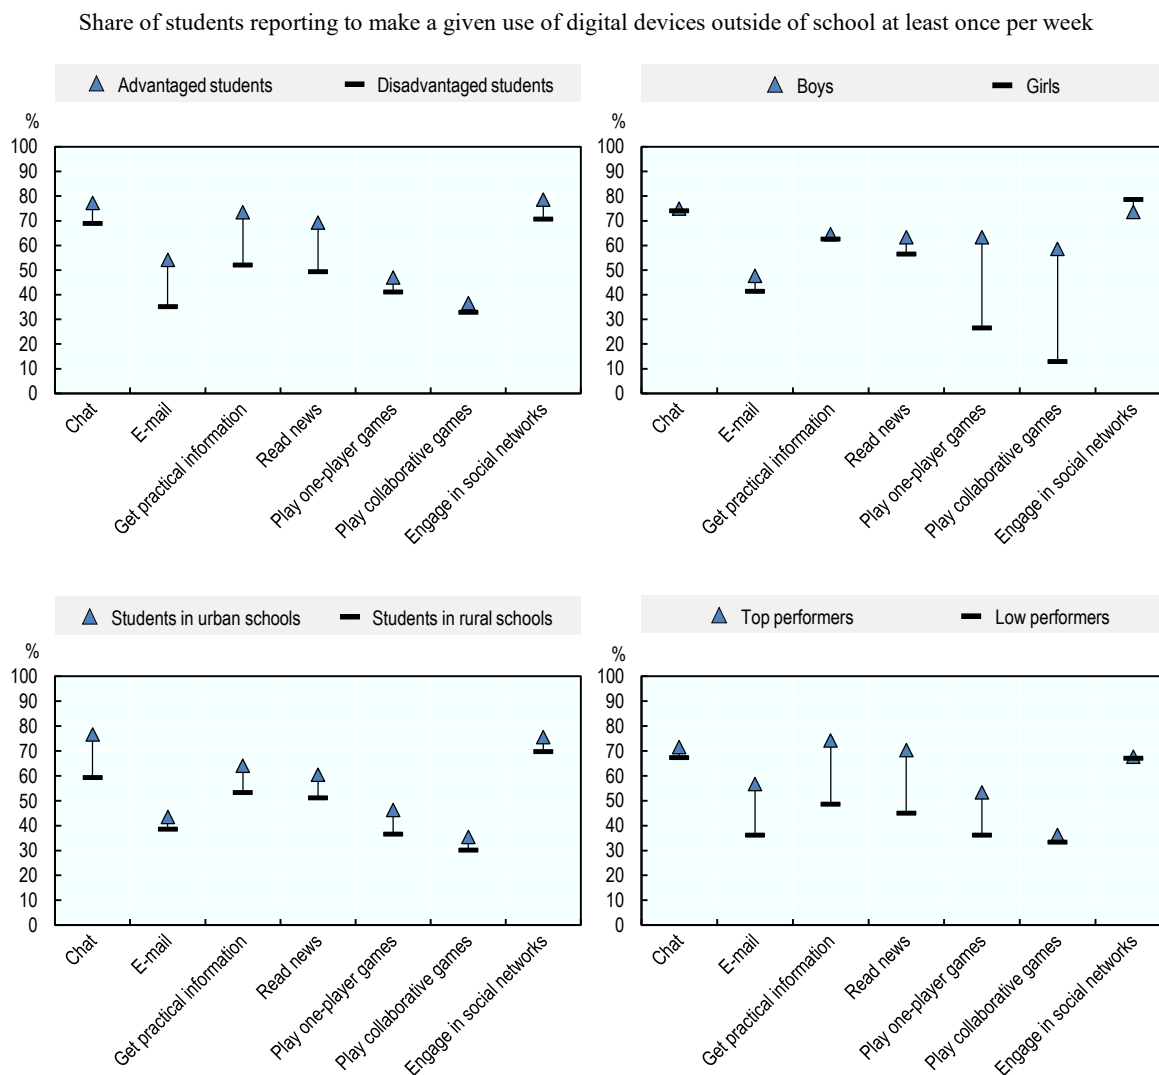 Share of students reporting to make a given use of digital devices outside of school at least once per week
Advantaged students Disadvantaged students
%
100
90
80
70
60
50
40
30
20
10
0
Chat
E-mail
Get practical information
Read news
Play one-player games
Play collaborative games
Engage in social networks
Boys Girls
%
100
90
80
70
60
50
40
30
20
10
0
Chat
E-mail
Get practical information
Read news
Play one-player games
Play collaborative games
Engage in social networks
Students in urban schools Students in rural schools
%
100
90
80
70
60
50
40
30
20
10
0
Chat
E-mail
Get practical information
Read news
Play one-player games
Play collaborative games
Engage in social networks
Top performers Low performers
%
100
90
80
70
60
50
40
30
20
10
0
Chat
E-mail
Get practical information
Read news
Play one-player games
Play collaborative games
Engage in social networks